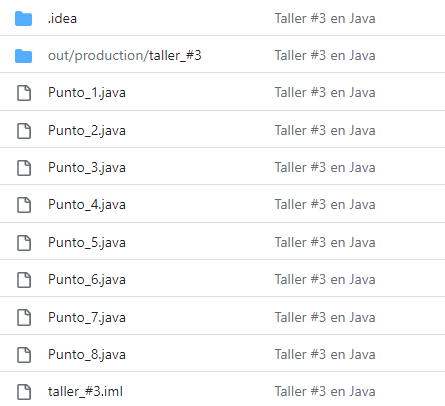 .idea Taller #3 en Java
out/production/taller_#3 Taller #3 en Java
Punto_1.java Taller #3 en Java
Punto_2.java Taller #3 en Java
Punto_3.java Taller #3 en Java
Punto_4.java Taller #3 en Java
Punto_5.java Taller #3 en Java
Punto_6.java Taller #3 en Java
Punto_7.java Taller #3 en Java
Punto_8.java Taller #3 en Java
taller_#3.iml Taller #3 en Java